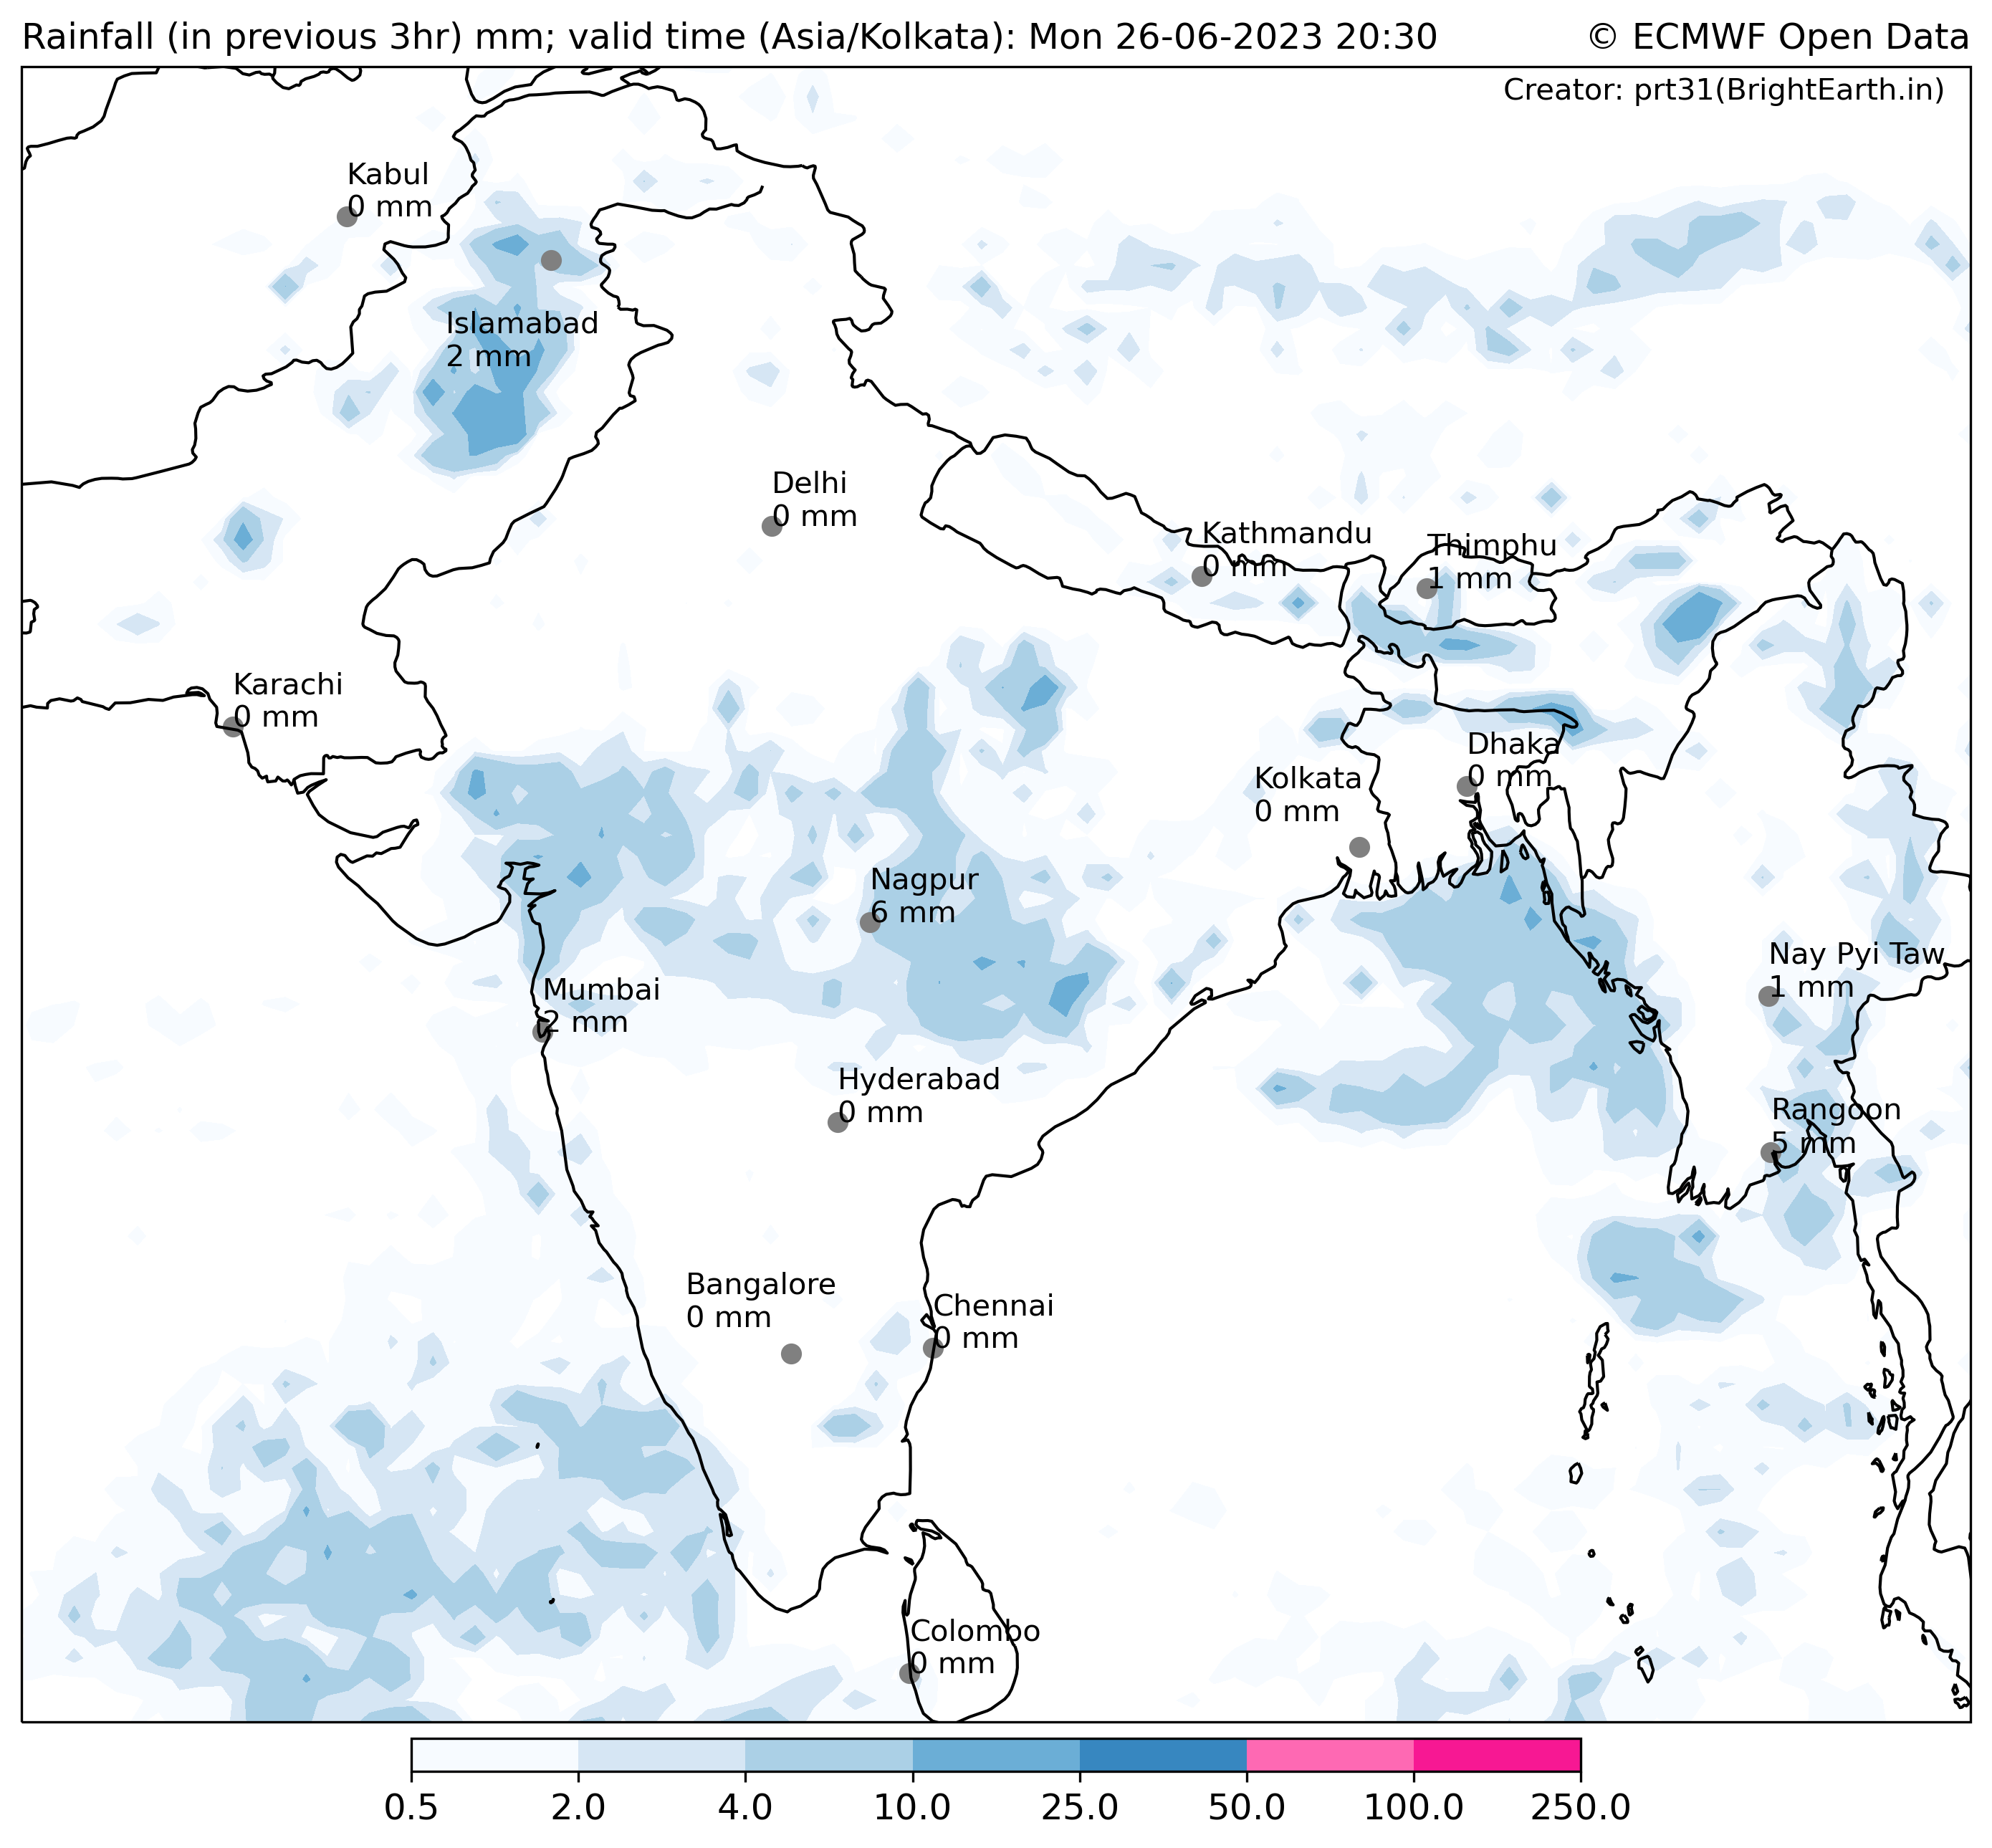 Rainfall (in previous 3hr) mm; valid time (Asia/Kolkata): Mon 26-06-2023 20:30
© ECMWF Open Data
Creator: prt31(BrightEarth.in)
Kabul
0 mm
Islamabad
2 mm
Delhi
0 mm
Kathmandu
0 mm
Thimphu
1 mm
Karachi
0 mm
Dhaka
0 mm
Kolkata
0 mm
Nagpur
6 mm
Nay Pyi Taw
1 mm
Mumbai
2 mm
Hyderabad
0 mm
Rangoon
5 mm
Bangalore
0 mm
Chennai
0 mm
Colombo
0 mm
0.5 2.0 4.0 10.0 25.0 50.0 100.0 250.0